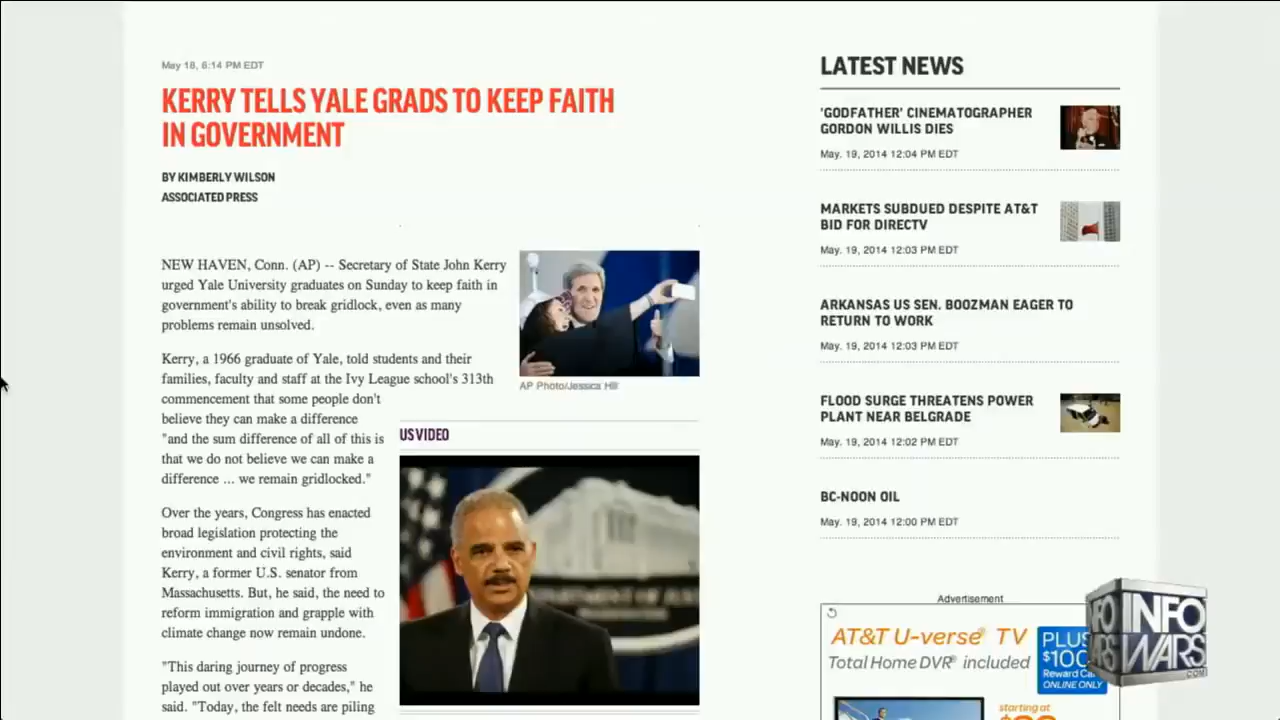 May 18, 6:14 PM EDT
KERRY TELLS YALE GRADS TO KEEP FAITH
IN GOVERNMENT
BY KIMBERLY WILSON
ASSOCIATED PRESS
NEW HAVEN, Conn. (AP) -- Secretary of State John Kerry
urged Yale University graduates on Sunday to keep faith in
government's ability to break gridlock, even as many
problems remain unsolved.
Kerry, a 1966 graduate of Yale, told students and their
families, faculty and staff at the Ivy League school's 313th
commencement that some people don't
believe they can make a difference
"and the sum difference of all of this is
that we do not believe we can make a
difference ... we remain gridlocked."
Over the years, Congress has enacted
broad legislation protecting the
environment and civil rights, said
Kerry, a former U.S. senator from
Massachusetts. But, he said, the need to
reform immigration and grapple with
climate change now remain undone.
"This daring journey of progress
played out over years or decades," he
said. "Today, the felt needs are piling
AP Photo/Jessica Hill
US VIDEO
LATEST NEWS
'GODFATHER' CINEMATOGRAPHER
GORDON WILLIS DIES
May. 19, 2014 12:04 PM EDT
MARKETS SUBDUED DESPITE AT&T
BID FOR DIRECTV
May. 19, 2014 12:03 PM EDT
ARKANSAS US SEN. BOOZMAN EAGER TO
RETURN TO WORK
May. 19, 2014 12:03 PM EDT
FLOOD SURGE THREATENS POWER
PLANT NEAR BELGRADE
May. 19, 2014 12:02 PM EDT
BC-NOON OIL
May. 19, 2014 12:00 PM EDT
Advertisement
AT&T U-verse® TV
Total Home DVR® included
PLUS
$100
Reward
ONLINE ONLY
starting at
INFO
WARS
.COM